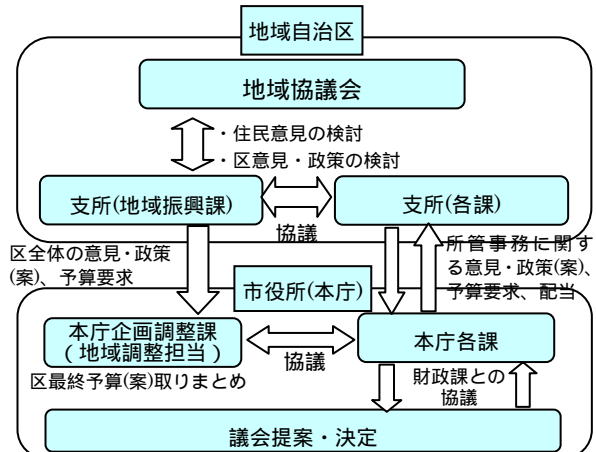 地域自治区
地域協議会
・住民意見の検討
・区意見・政策の検討
支所(地域振興課)
支所(各課)
協議
区全体の意見・政策
(案)、予算要求
所管事務に関す
る意見・政策(案)、
予算要求、配当
市役所(本庁)
本庁企画調整課
(地域調整担当)
本庁各課
協議
区最終予算(案)取りまとめ
財政課との
協議
議会提案・決定